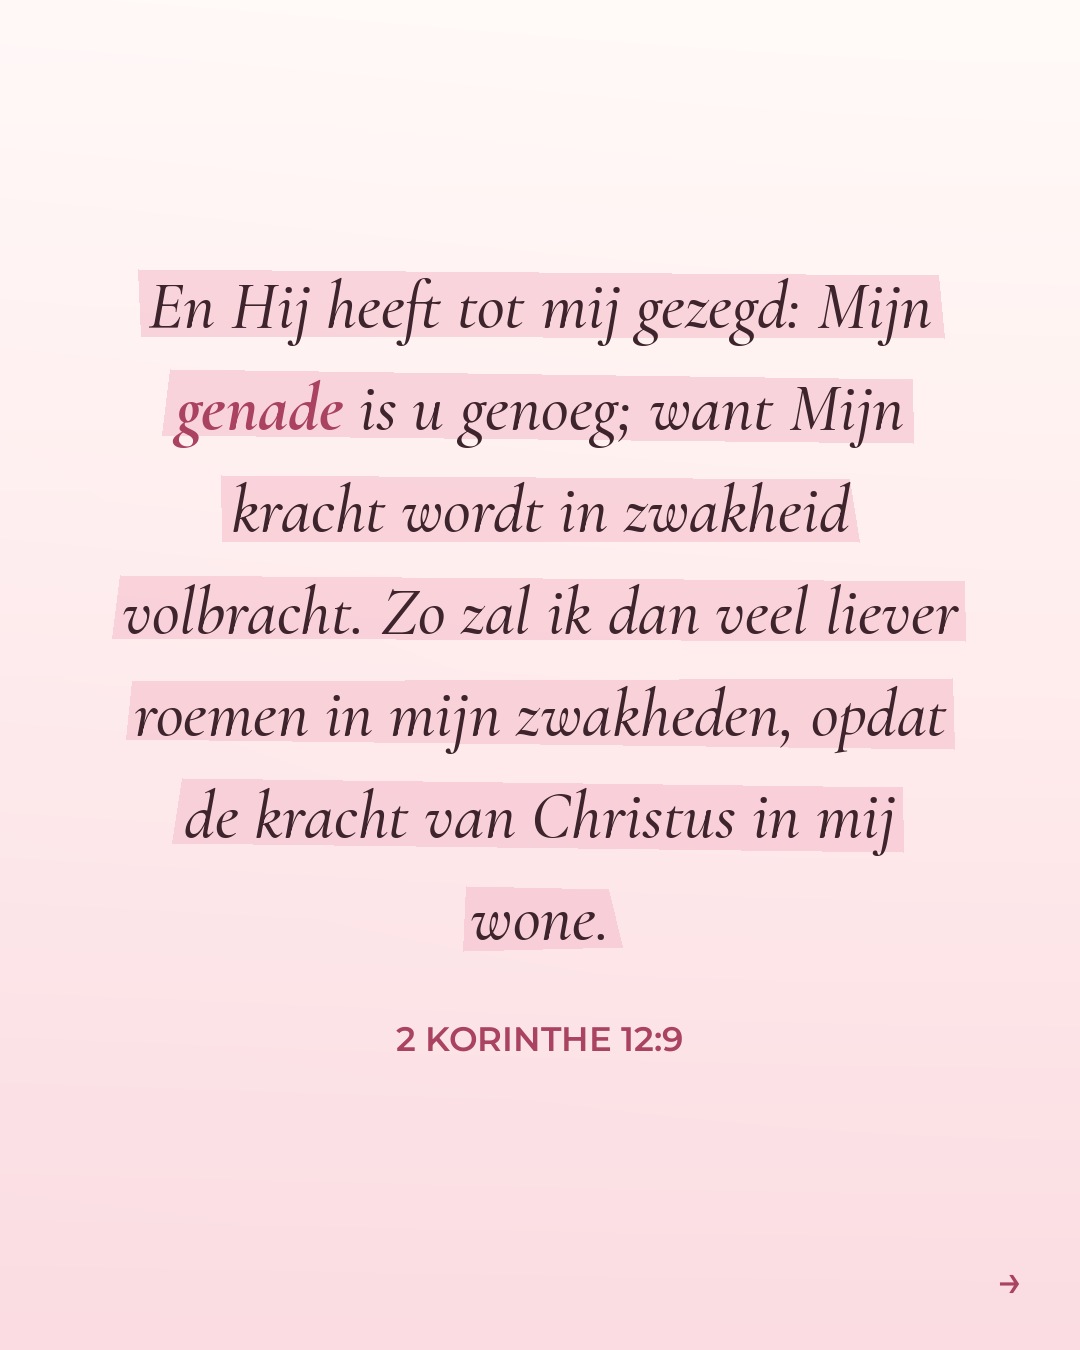 En Hij heeft tot mij gezegd: Mijn
genade is u genoeg; want Mijn
kracht wordt in zwakheid
volbracht. Zo zal ik dan veel liever
roemen in mijn zwakheden, opdat
de kracht van Christus in mij
wone.
2 KORINTHE 12:9
→